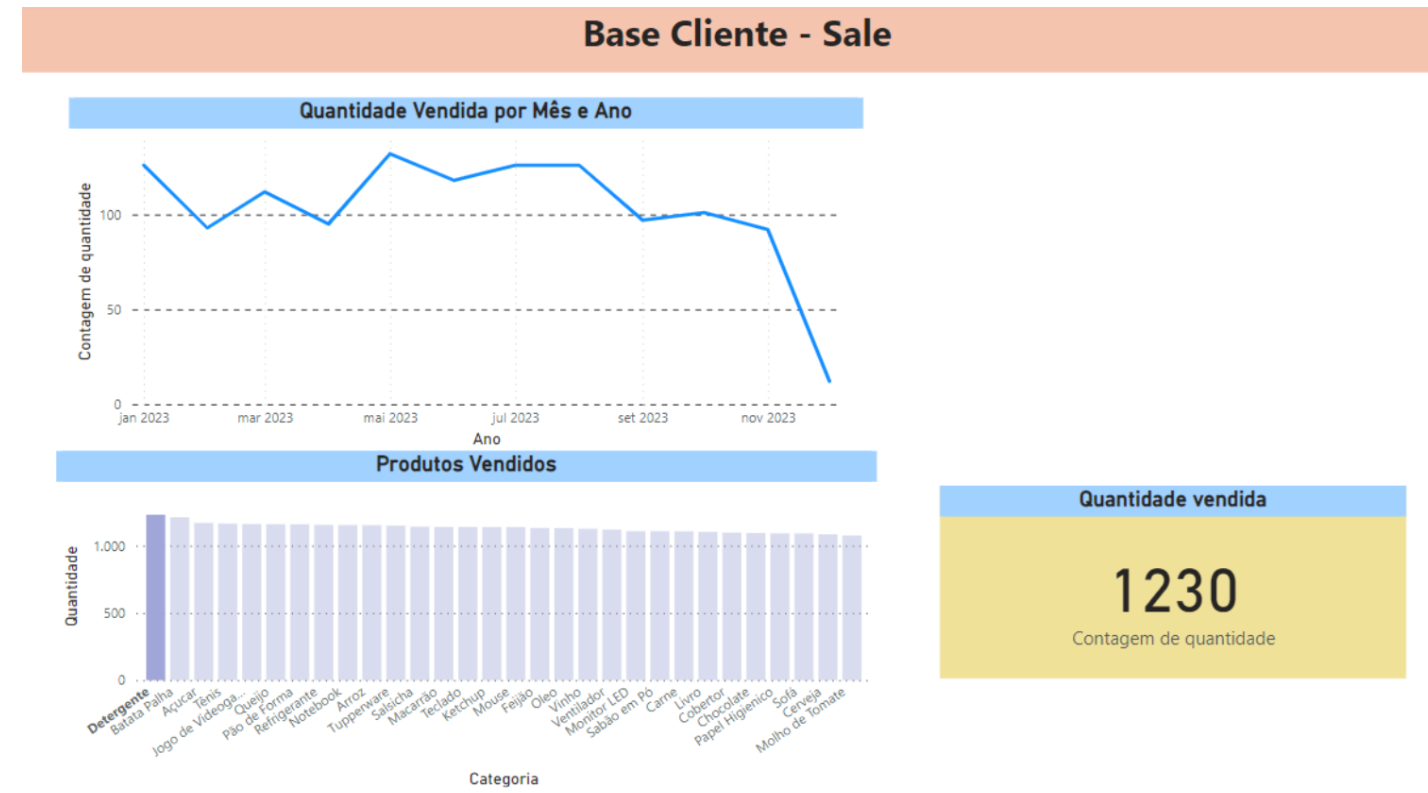 Base Cliente - Sale
Quantidade Vendida por Mês e Ano
Contagem de quantidade
100
50
0
jan 2023 mar 2023 mai 2023 jul 2023 set 2023 nov 2023
Ano
Produtos Vendidos
Quantidade
1.000
500
0
Detergente
Batata Palha
Açucar
Tênis
Jogo de Videoga...
Queijo
Pão de Forma
Refrigerante
Notebook
Arroz
Tupperware
Salsicha
Macarrão
Teclado
Ketchup
Mouse
Feijão
Oleo
Vinho
Ventilador
Monitor LED
Sabão em Pó
Carne
Livro
Cobertor
Chocolate
Papel Higienico
Sofá
Cerveja
Molho de Tomate
Categoria
Quantidade vendida
1230
Contagem de quantidade